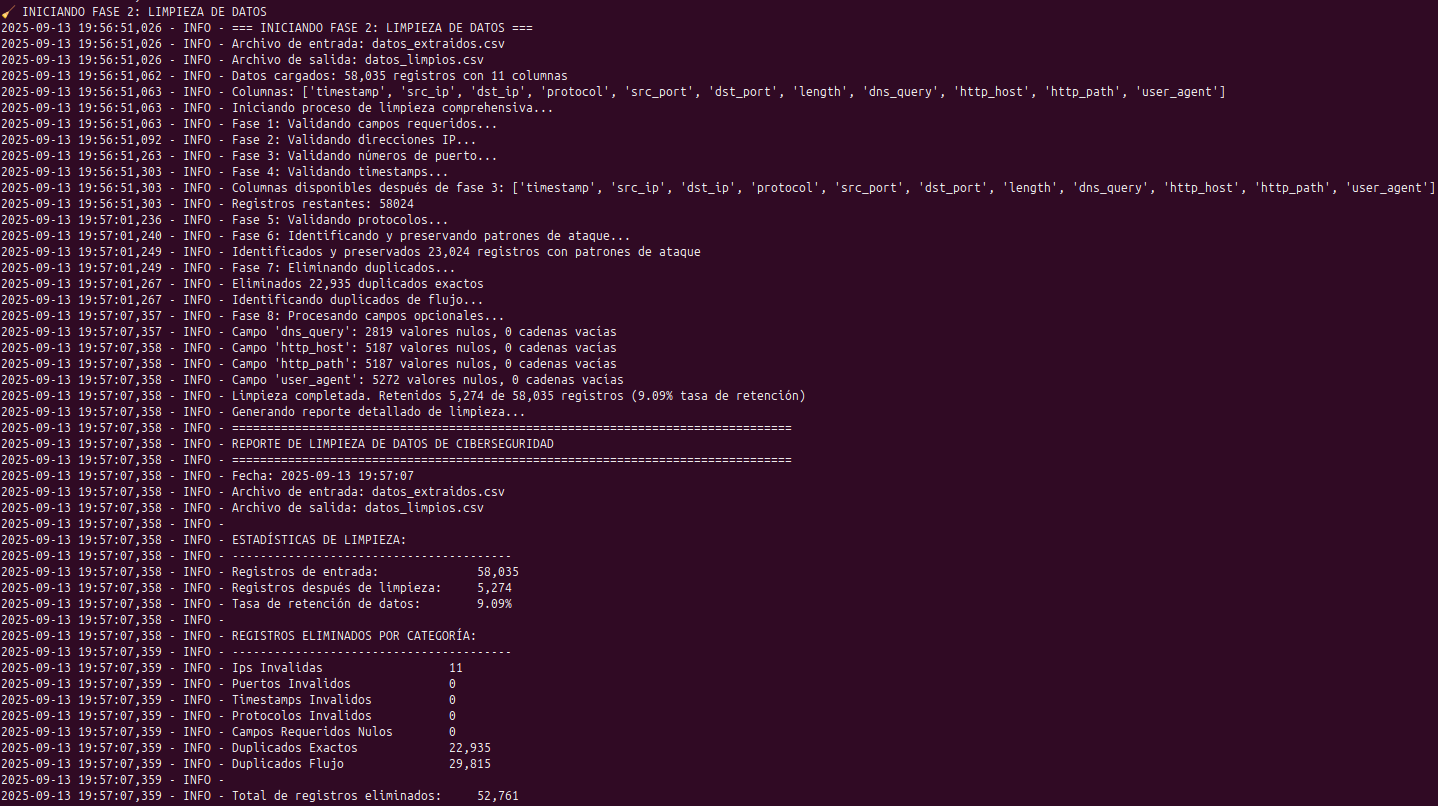 🧹 INICIANDO FASE 2: LIMPIEZA DE DATOS
2025-09-13 19:56:51,026 - INFO - === INICIANDO FASE 2: LIMPIEZA DE DATOS ===
2025-09-13 19:56:51,026 - INFO - Archivo de entrada: datos_extraidos.csv
2025-09-13 19:56:51,026 - INFO - Archivo de salida: datos_limpios.csv
2025-09-13 19:56:51,062 - INFO - Datos cargados: 58,035 registros con 11 columnas
2025-09-13 19:56:51,063 - INFO - Columnas: ['timestamp', 'src_ip', 'dst_ip', 'protocol', 'src_port', 'dst_port', 'length', 'dns_query', 'http_host', 'http_path', 'user_agent']
2025-09-13 19:56:51,063 - INFO - Iniciando proceso de limpieza comprehensiva...
2025-09-13 19:56:51,063 - INFO - Fase 1: Validando campos requeridos...
2025-09-13 19:56:51,092 - INFO - Fase 2: Validando direcciones IP...
2025-09-13 19:56:51,263 - INFO - Fase 3: Validando números de puerto...
2025-09-13 19:56:51,303 - INFO - Fase 4: Validando timestamps...
2025-09-13 19:56:51,303 - INFO - Columnas disponibles después de fase 3: ['timestamp', 'src_ip', 'dst_ip', 'protocol', 'src_port', 'dst_port', 'length', 'dns_query', 'http_host', 'http_path', 'user_agent']
2025-09-13 19:56:51,303 - INFO - Registros restantes: 58024
2025-09-13 19:57:01,236 - INFO - Fase 5: Validando protocolos...
2025-09-13 19:57:01,240 - INFO - Fase 6: Identificando y preservando patrones de ataque...
2025-09-13 19:57:01,249 - INFO - Identificados y preservados 23,024 registros con patrones de ataque
2025-09-13 19:57:01,249 - INFO - Fase 7: Eliminando duplicados...
2025-09-13 19:57:01,267 - INFO - Eliminados 22,935 duplicados exactos
2025-09-13 19:57:01,267 - INFO - Identificando duplicados de flujo...
2025-09-13 19:57:07,357 - INFO - Fase 8: Procesando campos opcionales...
2025-09-13 19:57:07,357 - INFO - Campo 'dns_query': 2819 valores nulos, 0 cadenas vacías
2025-09-13 19:57:07,358 - INFO - Campo 'http_host': 5187 valores nulos, 0 cadenas vacías
2025-09-13 19:57:07,358 - INFO - Campo 'http_path': 5187 valores nulos, 0 cadenas vacías
2025-09-13 19:57:07,358 - INFO - Campo 'user_agent': 5272 valores nulos, 0 cadenas vacías
2025-09-13 19:57:07,358 - INFO - Limpieza completada. Retenidos 5,274 de 58,035 registros (9.09% tasa de retención)
2025-09-13 19:57:07,358 - INFO - Generando reporte detallado de limpieza...
2025-09-13 19:57:07,358 - INFO - ================================================================================
2025-09-13 19:57:07,358 - INFO - REPORTE DE LIMPIEZA DE DATOS DE CIBERSEGURIDAD
2025-09-13 19:57:07,358 - INFO - ================================================================================
2025-09-13 19:57:07,358 - INFO - Fecha: 2025-09-13 19:57:07
2025-09-13 19:57:07,358 - INFO - Archivo de entrada: datos_extraidos.csv
2025-09-13 19:57:07,358 - INFO - Archivo de salida: datos_limpios.csv
2025-09-13 19:57:07,358 - INFO -
2025-09-13 19:57:07,358 - INFO - ESTADÍSTICAS DE LIMPIEZA:
2025-09-13 19:57:07,358 - INFO - ----------------------------------------
2025-09-13 19:57:07,358 - INFO - Registros de entrada: 58,035
2025-09-13 19:57:07,358 - INFO - Registros después de limpieza: 5,274
2025-09-13 19:57:07,358 - INFO - Tasa de retención de datos: 9.09%
2025-09-13 19:57:07,358 - INFO -
2025-09-13 19:57:07,358 - INFO - REGISTROS ELIMINADOS POR CATEGORÍA:
2025-09-13 19:57:07,359 - INFO - ----------------------------------------
2025-09-13 19:57:07,359 - INFO - Ips Invalidas 11
2025-09-13 19:57:07,359 - INFO - Puertos Invalidos 0
2025-09-13 19:57:07,359 - INFO - Timestamps Invalidos 0
2025-09-13 19:57:07,359 - INFO - Protocolos Invalidos 0
2025-09-13 19:57:07,359 - INFO - Campos Requeridos Nulos 0
2025-09-13 19:57:07,359 - INFO - Duplicados Exactos 22,935
2025-09-13 19:57:07,359 - INFO - Duplicados Flujo 29,815
2025-09-13 19:57:07,359 - INFO -
2025-09-13 19:57:07,359 - INFO - Total de registros eliminados: 52,761